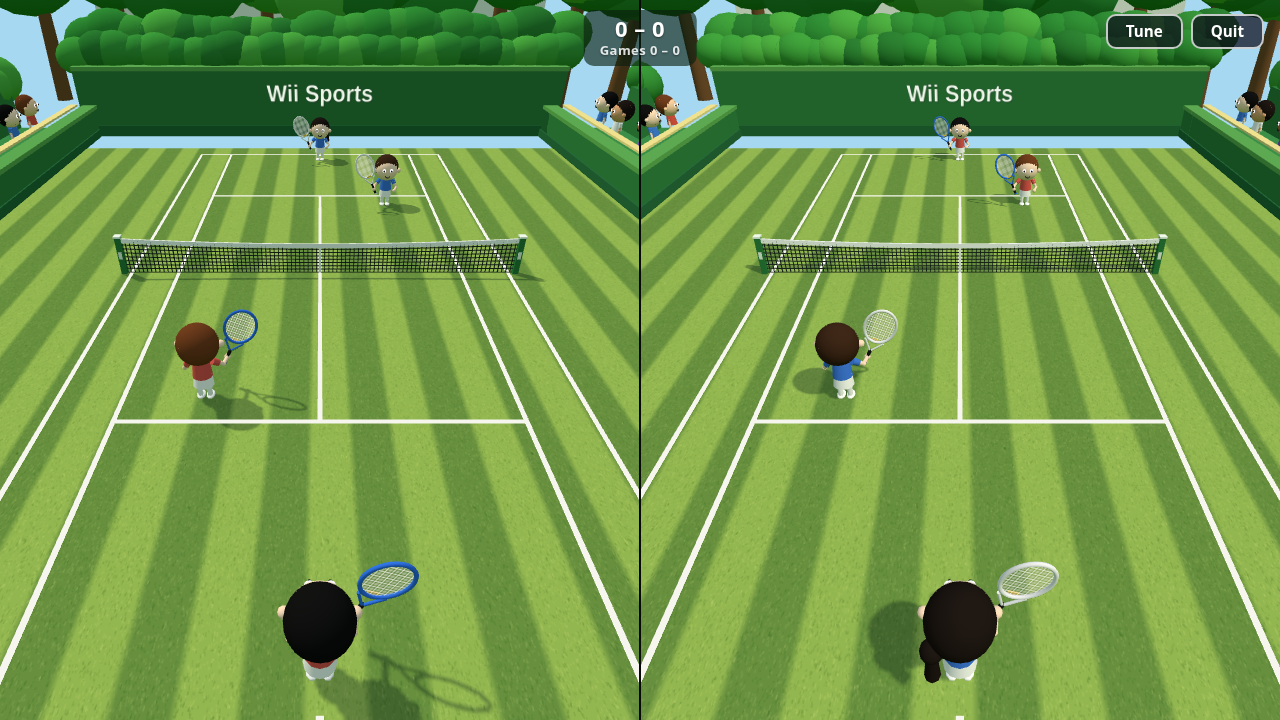 0 – 0
Games 0 – 0
Tune
Quit
Wii Sports
Wii Sports